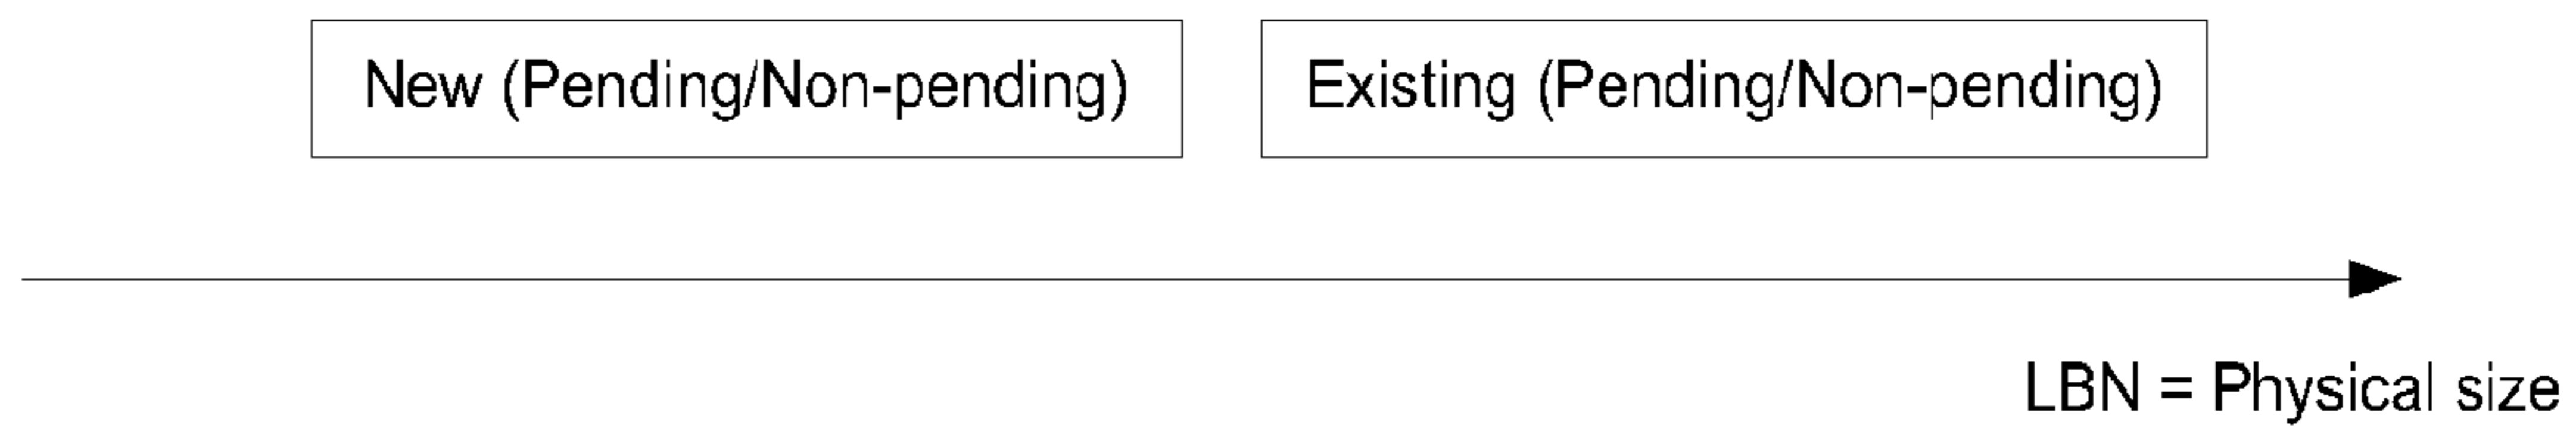 New (Pending/Non-pending)
Existing (Pending/Non-pending)
LBN = Physical size